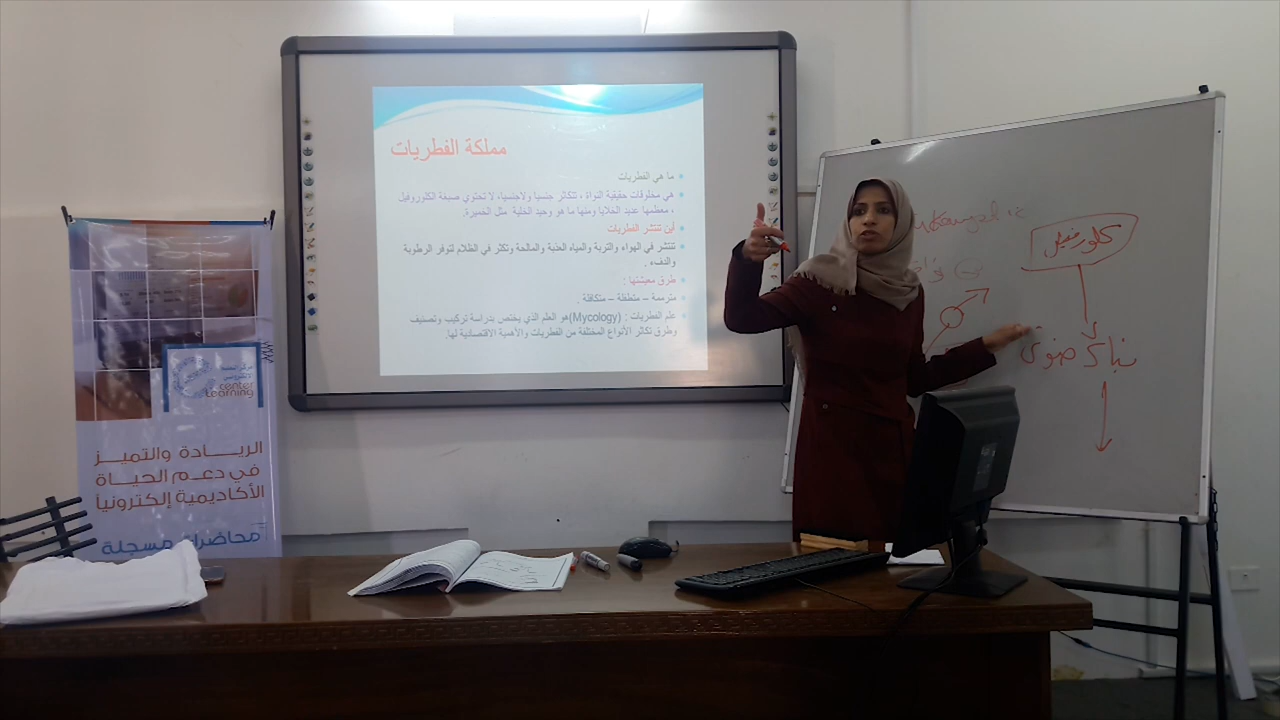 مملكة الفطريات
ما هي الفطريات
هي مخلوقات حقيقية النواة ، تتكاثر جنسيا ولاجنسيا، لا تحتوي صبغة الكلوروفيل
، معظمها عديد الخلايا ومنها ما هو وحيد الخلية مثل الخميرة.
أين تنتشر الفطريات
تنتشر في الهواء والتربة والمياه العذبة والمالحة وتكثر في الظلام لتوفر الرطوبة
والدفء .
طرق معيشتها :
مترممة – متطفلة – متكافلة .
علم الفطريات : (Mycology)هو العلم الذي يختص بدراسة تركيب وتصنيف
وطرق تكاثر الأنواع المختلفة من الفطريات والأهمية الاقتصادية لها.
center
Learning
الريادة والتميز
في دعم الحياة
الأكاديمية إلكترونياً
محاضرات مسجلة
بناء ضوئي